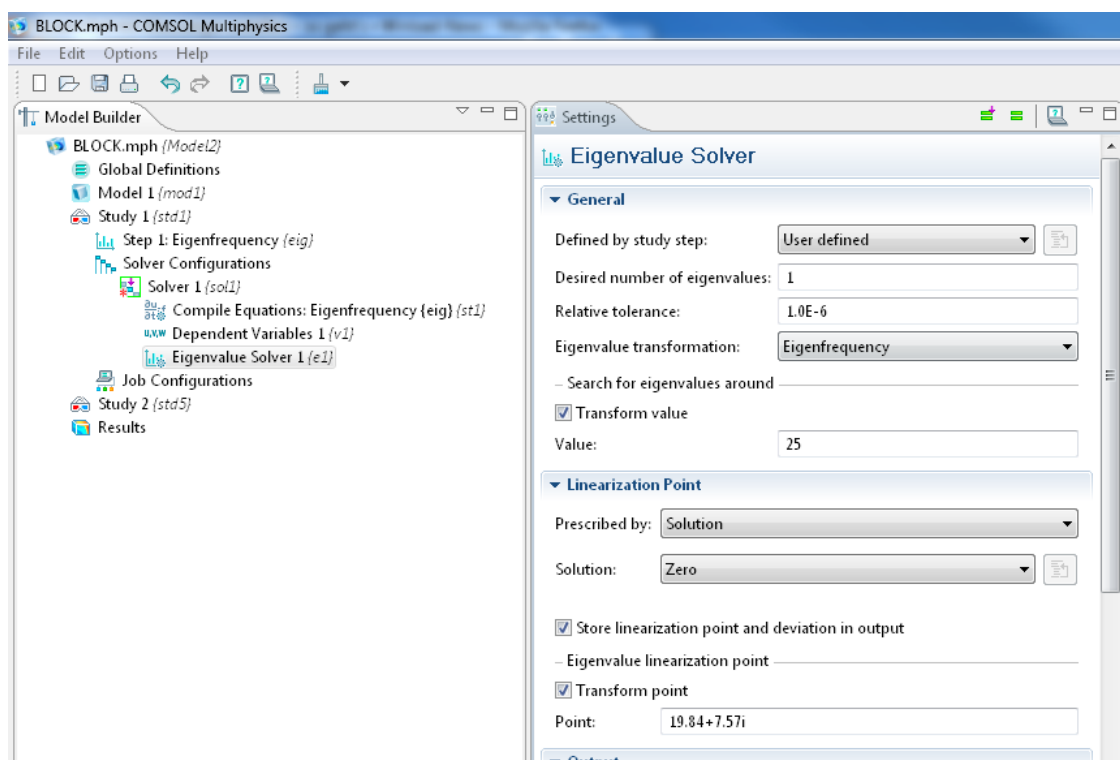 BLOCK.mph - COMSOL Multiphysics
File Edit Options Help
Model Builder
BLOCK.mph {Model2}
Global Definitions
Model 1 {mod1}
Study 1 {std1}
Step 1: Eigenfrequency {eig}
Solver Configurations
Solver 1 {sol1}
Compile Equations: Eigenfrequency {eig} {st1}
u,v,w Dependent Variables 1 {v1}
Eigenvalue Solver 1 {e1}
Job Configurations
Study 2 {std5}
Results
Settings
Eigenvalue Solver
General
Defined by study step: User defined
Desired number of eigenvalues: 1
Relative tolerance: 1.0E-6
Eigenvalue transformation: Eigenfrequency
Search for eigenvalues around
Transform value
Value: 25
Linearization Point
Prescribed by: Solution
Solution: Zero
Store linearization point and deviation in output
Eigenvalue linearization point
Transform point
Point: 19.84+7.57i